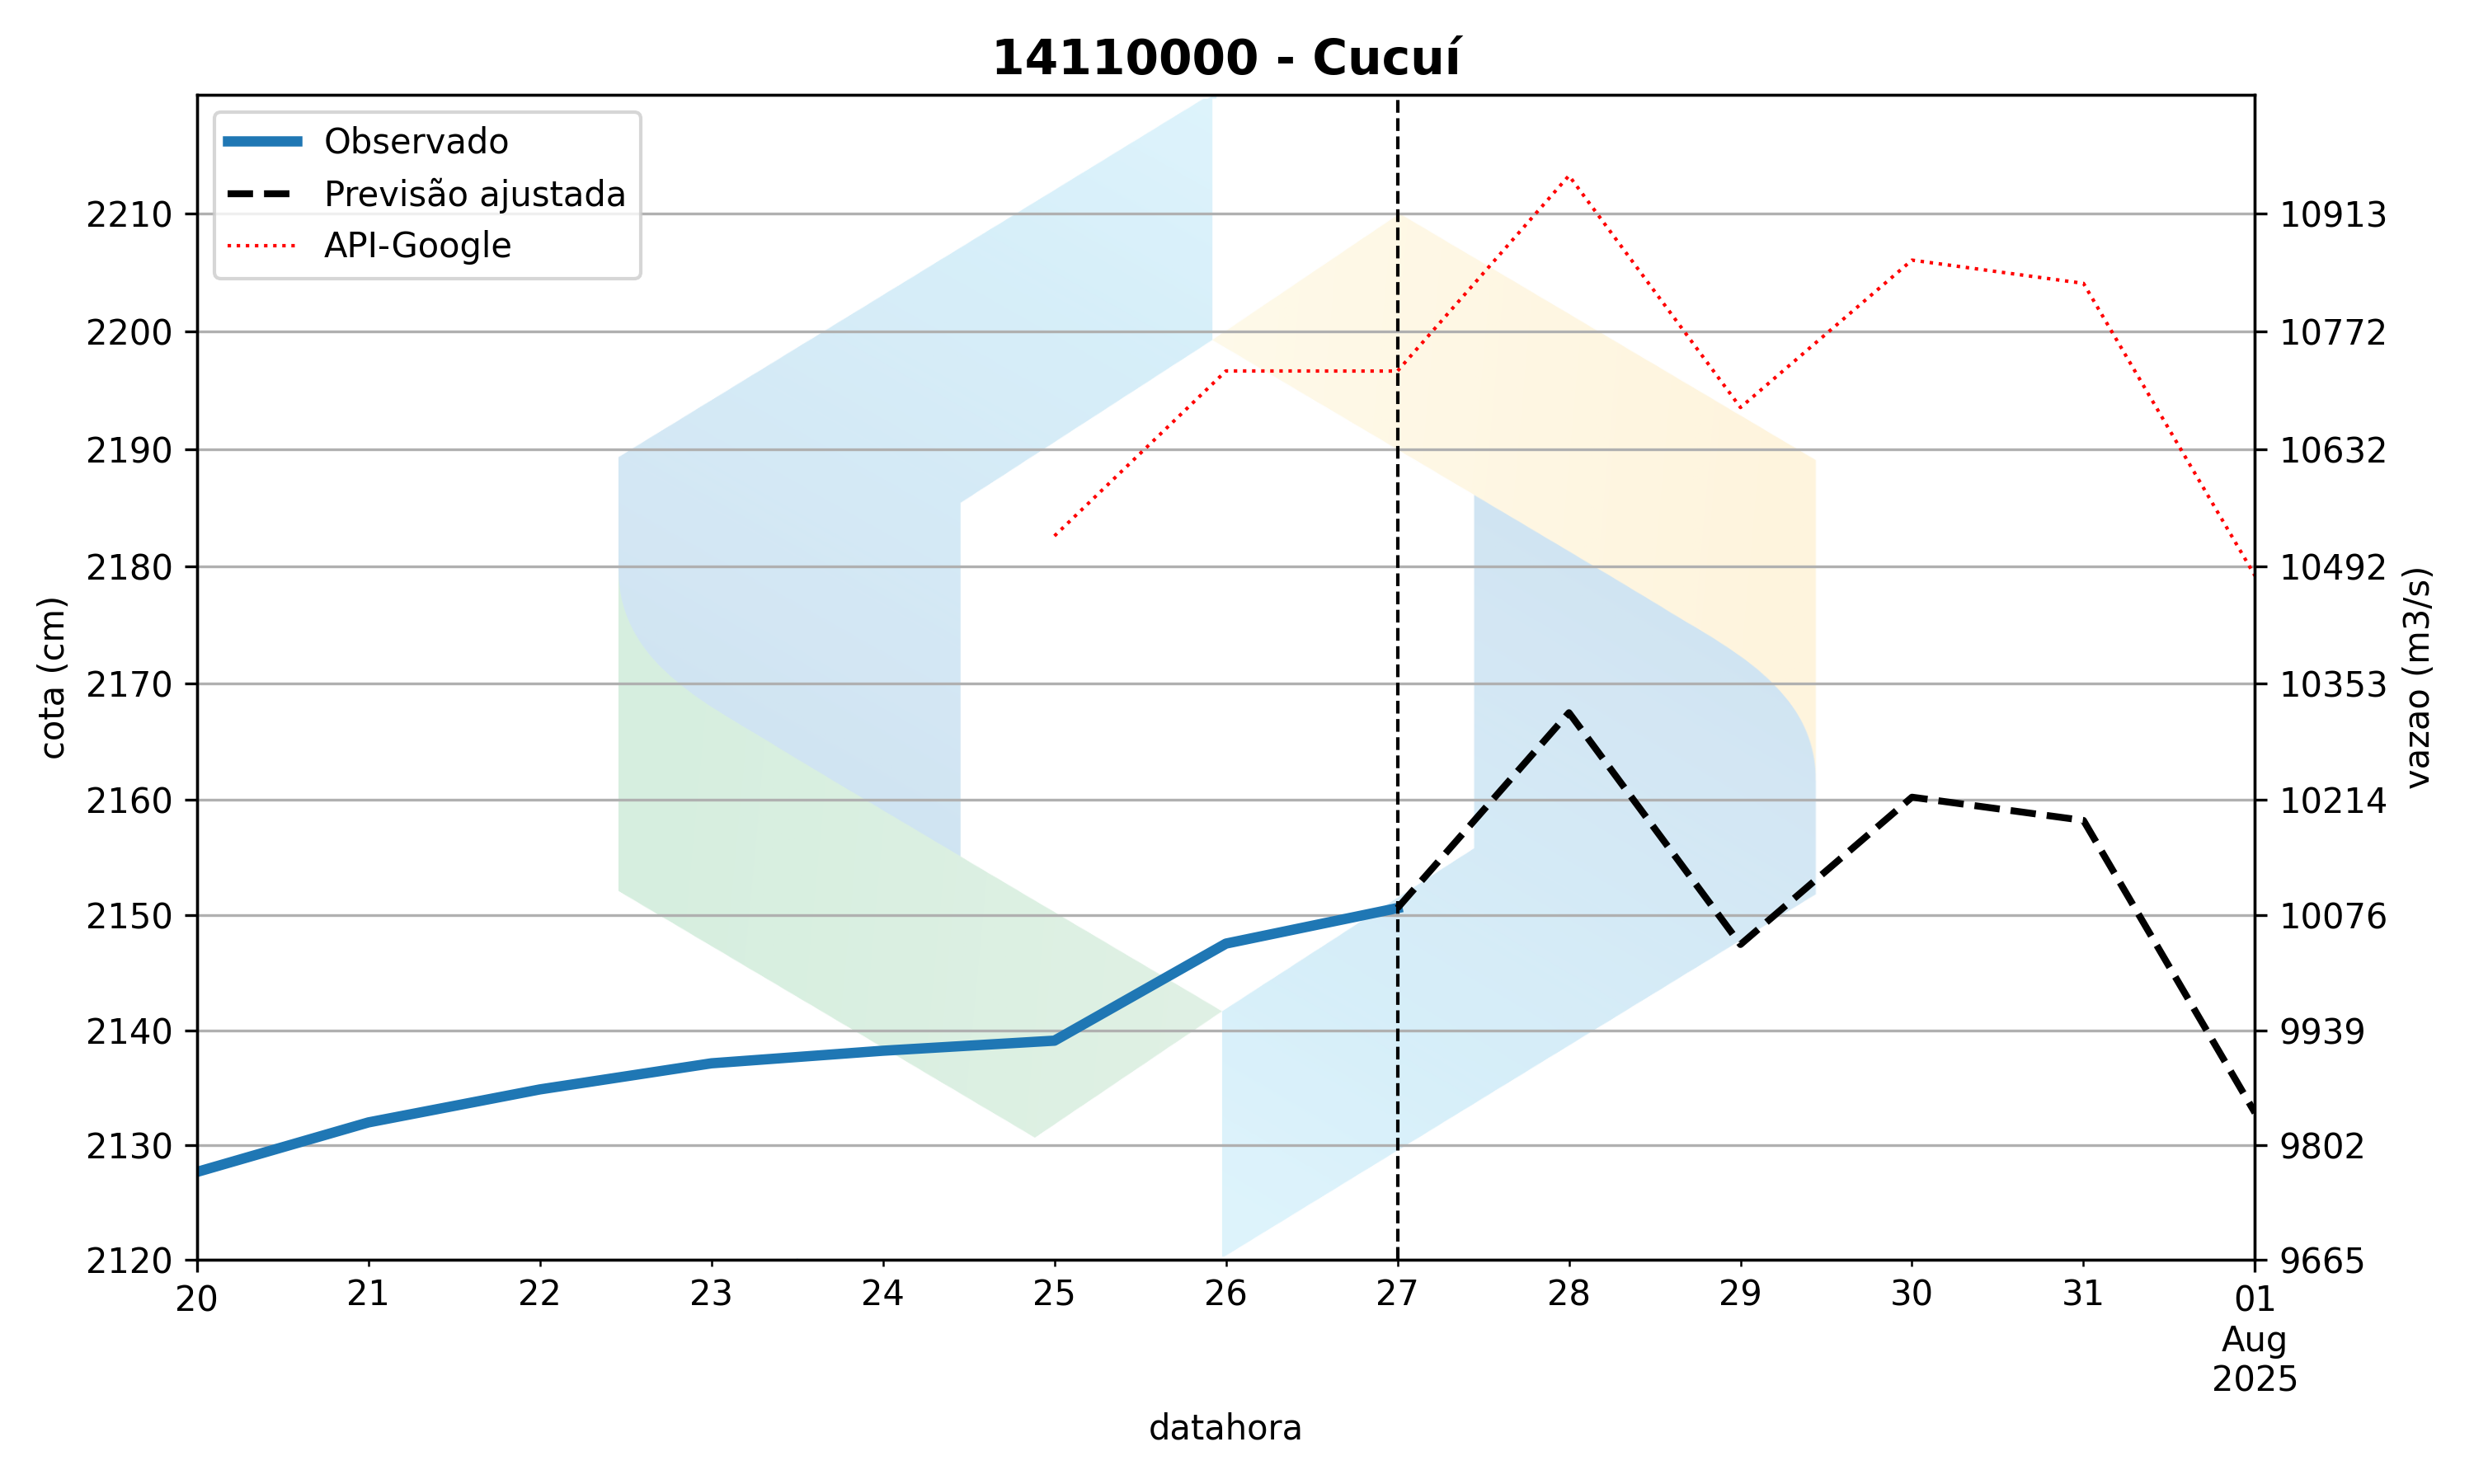 14110000 - Cucuí
Observado
Previsão ajustada
API-Google
cota (cm)
2210
2200
2190
2180
2170
2160
2150
2140
2130
2120
10913
10772
10632
10492
10353
10214
10076
9939
9802
9665
vazao (m3/s)
20 21 22 23 24 25 26 27 28 29 30 31 01
Aug
2025
datahora